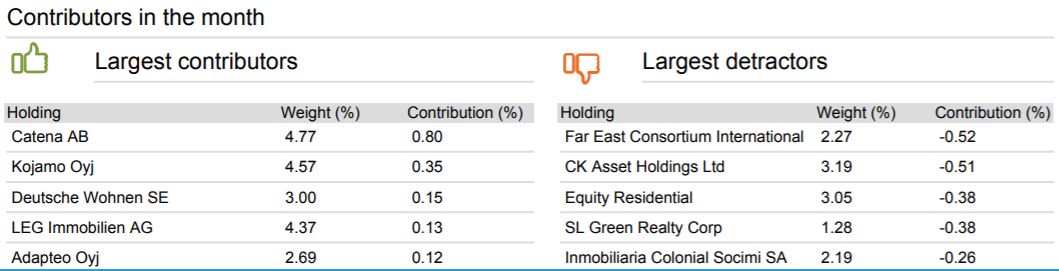 Contributors in the month
Largest contributors
Holding Weight (%) Contribution (%)
Catena AB 4.77 0.80
Kojamo Oyj 4.57 0.35
Deutsche Wohnen SE 3.00 0.15
LEG Immobilien AG 4.37 0.13
Adapteo Oyj 2.69 0.12
Largest detractors
Holding Weight (%) Contribution (%)
Far East Consortium International 2.27 -0.52
CK Asset Holdings Ltd 3.19 -0.51
Equity Residential 3.05 -0.38
SL Green Realty Corp 1.28 -0.38
Inmobiliaria Colonial Socimi SA 2.19 -0.26